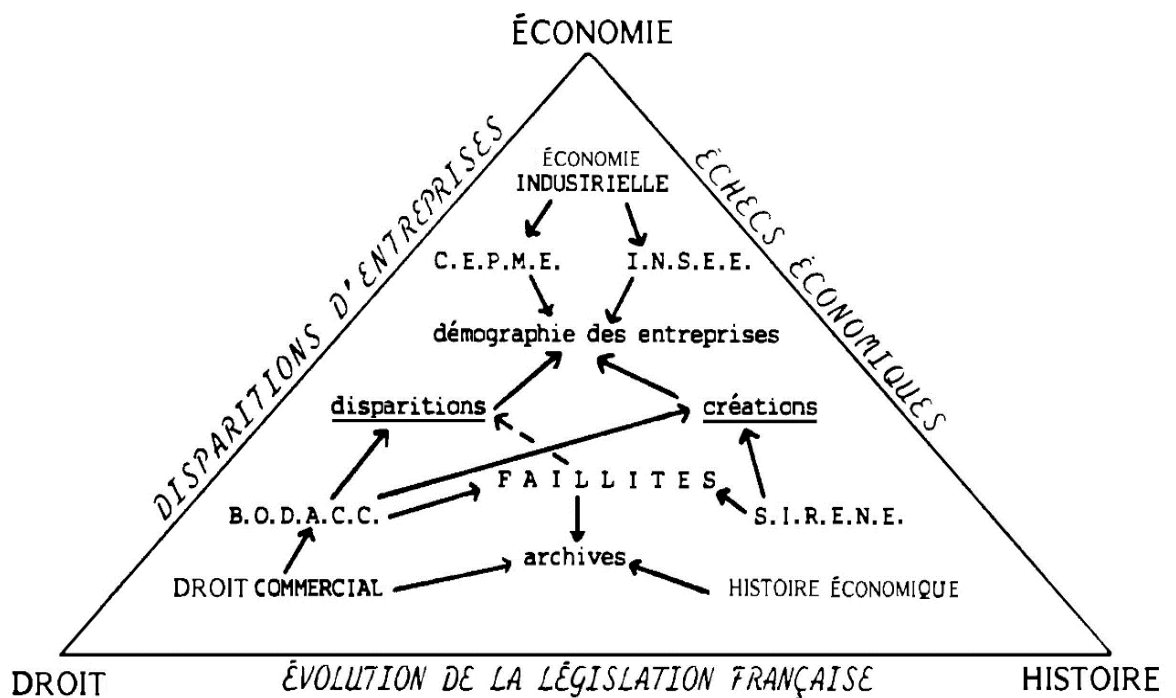 ÉCONOMIE
DISPARITIONS D'ENTREPRISES
ÉCHECS ÉCONOMIQUES
ÉCONOMIE
INDUSTRIELLE
C.E.P.M.E. I.N.S.E.E.
démographie des entreprises
disparitions créations
FAILLITES
B.O.D.A.C.C. S.I.R.E.N.E.
archives
DROIT COMMERCIAL HISTOIRE ÉCONOMIQUE
DROIT ÉVOLUTION DE LA LÉGISLATION FRANÇAISE HISTOIRE